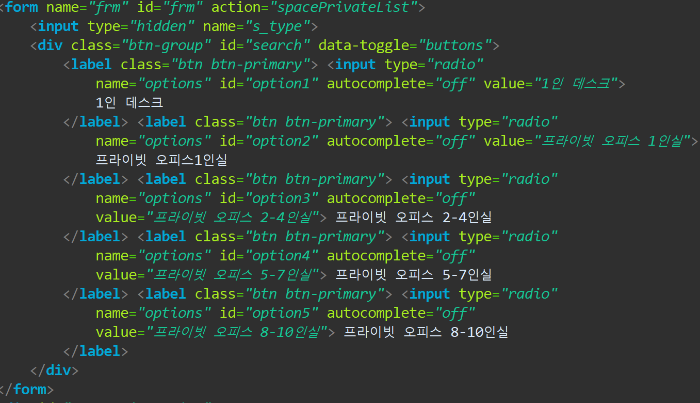 <form name="frm" id="frm" action="spacePrivateList">
<input type="hidden" name="s_type">
<div class="btn-group" id="search" data-toggle="buttons">
<label class="btn btn-primary"> <input type="radio"
name="options" id="option1" autocomplete="off" value="1인 데스크">
1인 데스크
</label> <label class="btn btn-primary"> <input type="radio"
name="options" id="option2" autocomplete="off" value="프라이빗 오피스 1인실">
프라이빗 오피스1인실
</label> <label class="btn btn-primary"> <input type="radio"
name="options" id="option3" autocomplete="off"
value="프라이빗 오피스 2-4인실"> 프라이빗 오피스 2-4인실
</label> <label class="btn btn-primary"> <input type="radio"
name="options" id="option4" autocomplete="off"
value="프라이빗 오피스 5-7인실"> 프라이빗 오피스 5-7인실
</label> <label class="btn btn-primary"> <input type="radio"
name="options" id="option5" autocomplete="off"
value="프라이빗 오피스 8-10인실"> 프라이빗 오피스 8-10인실
</label>
</div>
</form>